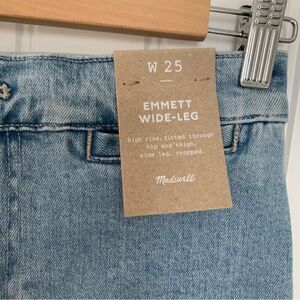 W 25
EMMETT
WIDE-LEG
High rise, fitted through
hip and thigh,
wide leg, cropped.
Madewell